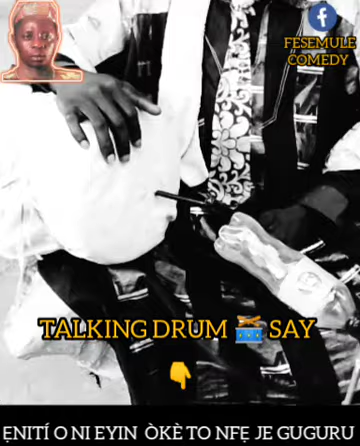 FESEMULE
COMEDY
TALKING DRUM 🥁 SAY
👇
ẸNITÍ O NI EYIN ÒKÈ TO NFẸ JE GUGURU